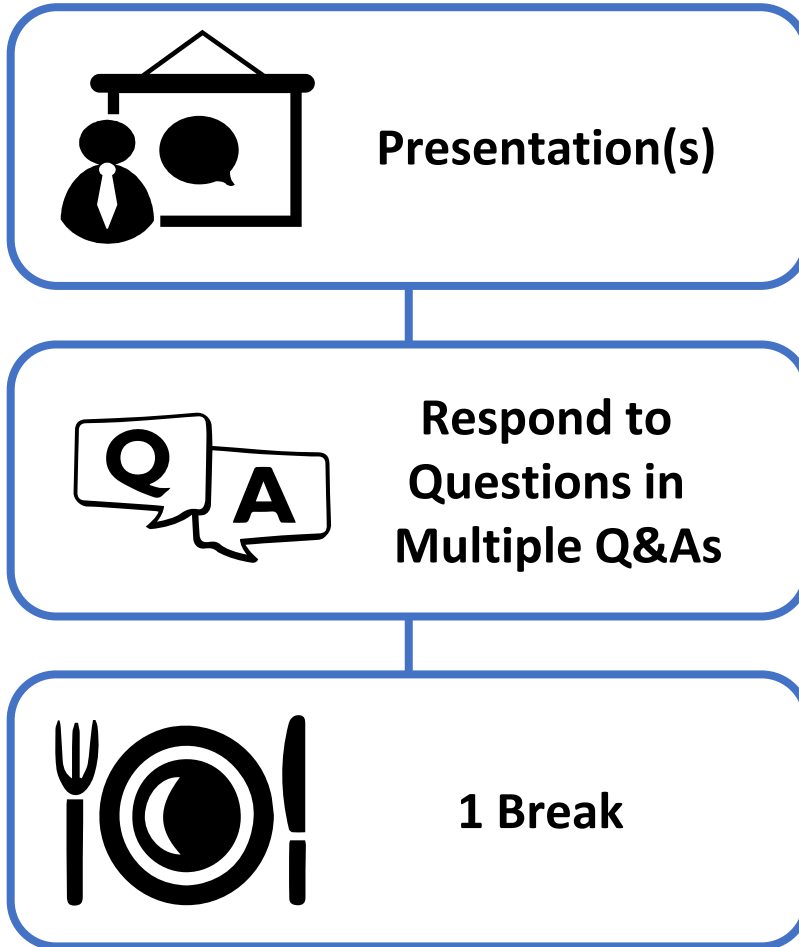 Presentation(s)
Q
A
Respond to
Questions in
Multiple Q&As
1 Break